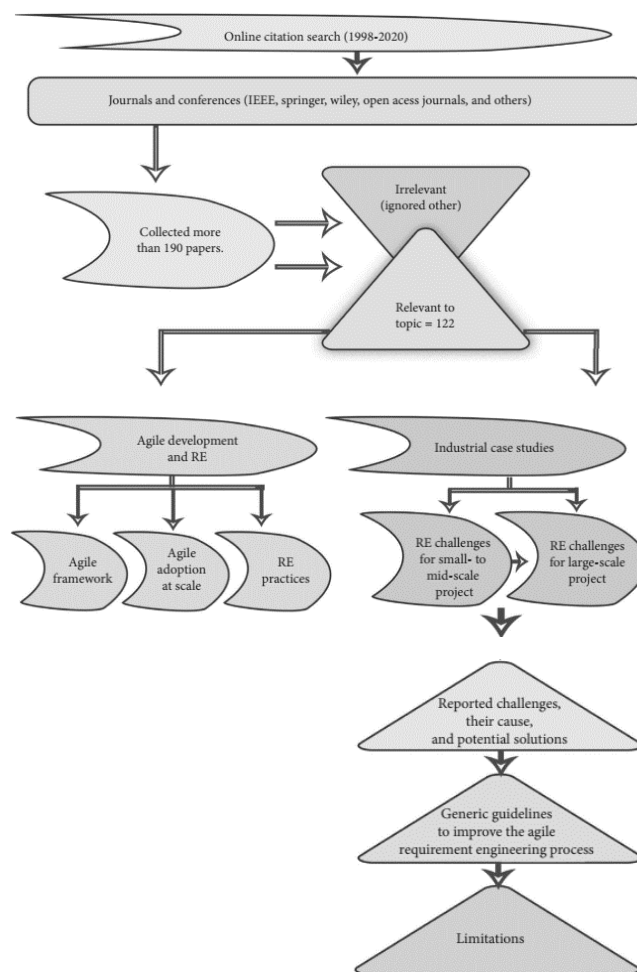 Online citation search (1998-2020)
Journals and conferences (IEEE, springer, wiley, open acess journals, and others)
Collected more
than 190 papers.
Irrelevant
(ignored other)
Relevant to
topic = 122
Agile development
and RE
Industrial case studies
Agile
framework
Agile
adoption
at scale
RE
practices
RE challenges
for small- to
mid-scale
project
RE challenges
for large-scale
project
Reported challenges,
their cause,
and potential solutions
Generic guidelines
to improve the agile
requirement engineering process
Limitations